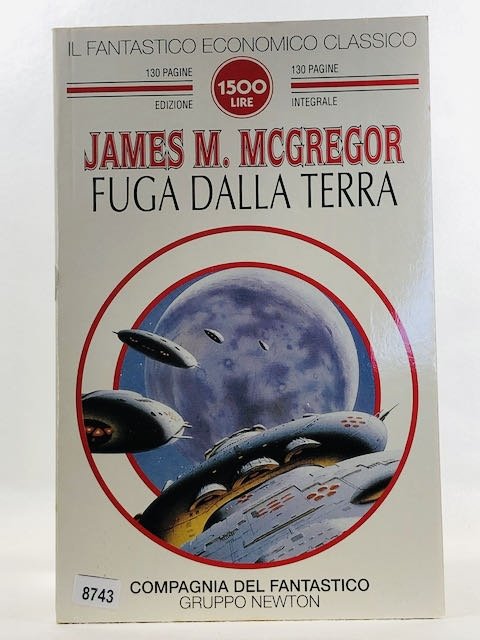 IL FANTASTICO ECONOMICO CLASSICO
130 PAGINE
EDIZIONE
1500
LIRE
130 PAGINE
INTEGRALE
JAMES M. MCGREGOR
FUGA DALLA TERRA
COMPAGNIA DEL FANTASTICO
GRUPPO NEWTON
8743